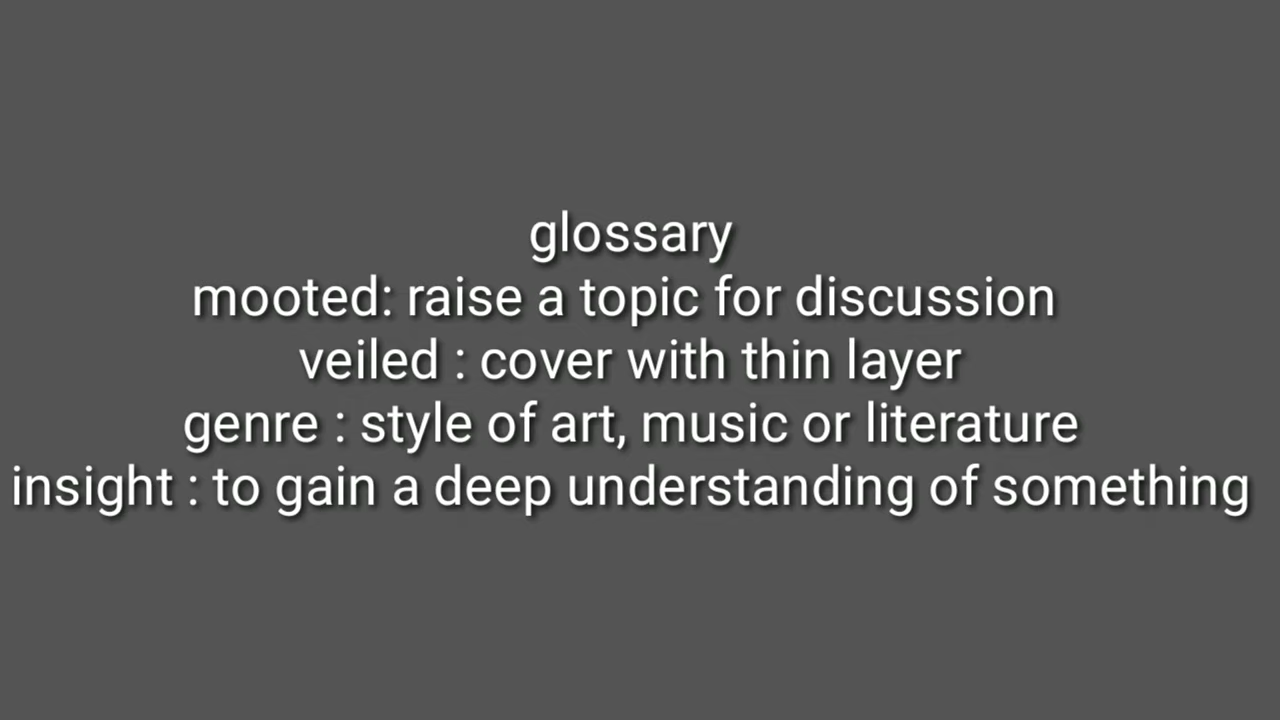 glossary
mooted: raise a topic for discussion
veiled : cover with thin layer
genre : style of art, music or literature
insight : to gain a deep understanding of something